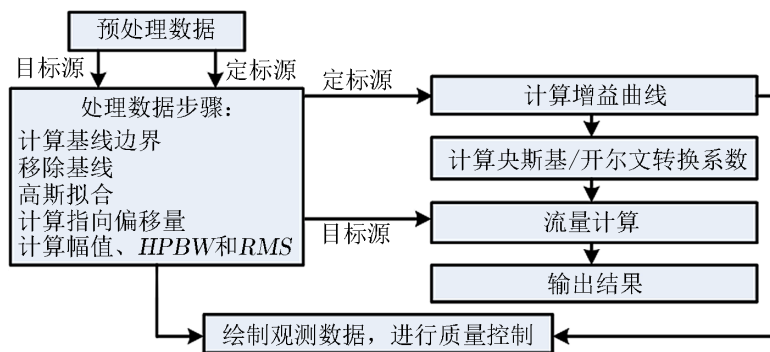 预处理数据
目标源
定标源
处理数据步骤:
计算基线边界
移除基线
高斯拟合
计算指向偏移量
计算幅值、HPBW和RMS
定标源
目标源
计算增益曲线
计算央斯基/开尔文转换系数
流量计算
输出结果
绘制观测数据，进行质量控制